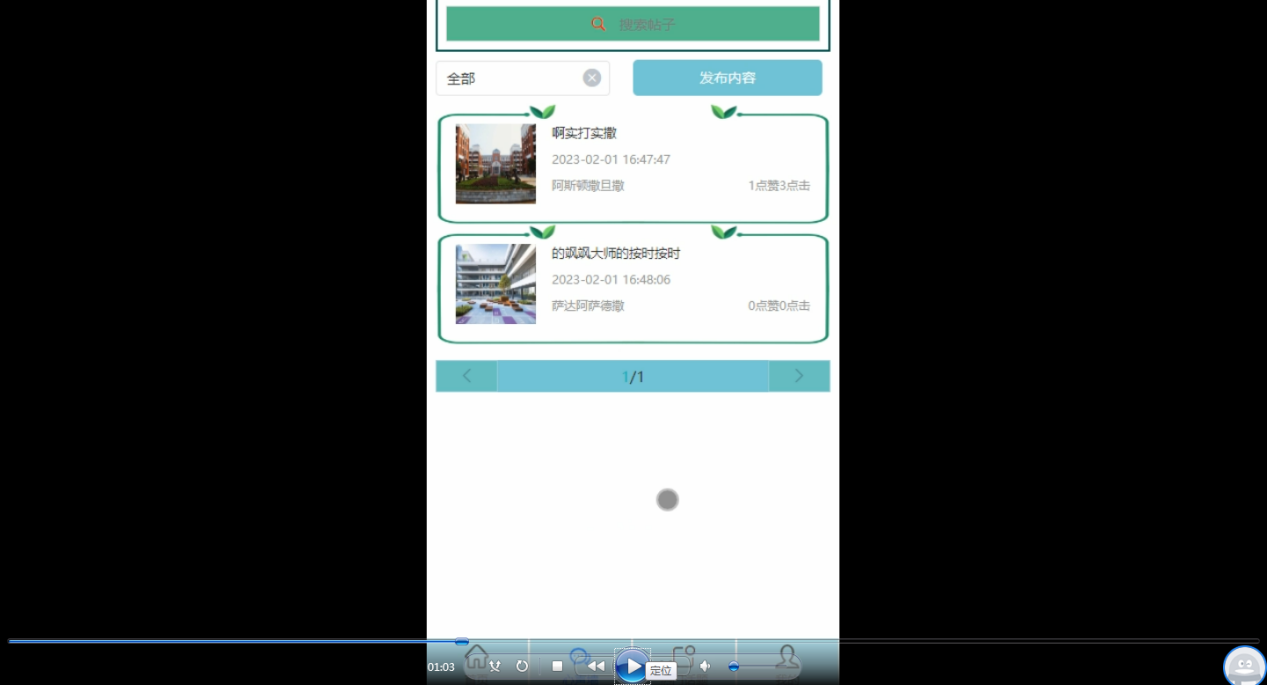 搜索帖子
全部
发布内容
啊实打实撒
2023-02-01 16:47:47
阿斯顿撒旦撒
1点赞3点击
的飒飒大师的按时按时
2023-02-01 16:48:06
萨达阿萨德撒
0点赞0点击
1/1
01:03
定位